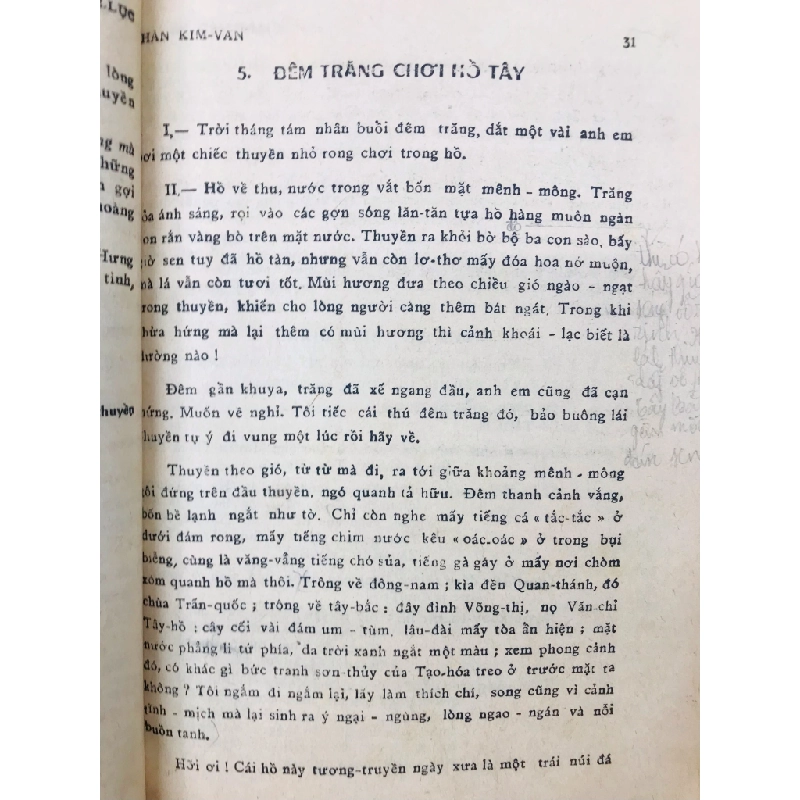 LLỤC
lòng
uyền
g mà
hững
gọi
oàng
Hưng
tỉnh,
huyền
HÁN KIM-VĂN 31
5. ĐÊM TRĂNG CHƠI HỒ TÂY
I.— Trời tháng tám nhân buổi đêm trăng, dắt một vài anh em
ơi một chiếc thuyền nhỏ rong chơi trong hồ.
II.— Hồ về thu, nước trong vắt bốn mặt mênh - mông. Trăng
ỏa ánh sáng, rọi vào các gợn sóng lăn-tăn tựa hồ hàng muôn ngàn
on rắn vàng bò trên mặt nước. Thuyền ra khỏi bờ bộ ba con sào, bấy
giờ sen tuy đã hồ tàn, nhưng vẫn còn lơ-thơ mấy đóa hoa nở muộn,
mà lá vẫn còn tươi tốt. Mùi hương đưa theo chiều gió ngào - ngạt
rong thuyền, khiến cho lòng người càng thêm bát ngát. Trong khi
hừa hứng mà lại thêm có mùi hương thì cảnh khoái - lạc biết là
dường nào !
Đêm gần khuya, trăng đã xế ngang đầu, anh em cũng đã cạn
hứng. Muốn về nghỉ. Tôi tiếc cái thú đêm trăng đó, bảo buông lái
huyền tự ý đi vung một lúc rồi hãy về.
Thuyền theo gió, từ từ mà đi, ra tới giữa khoảng mênh - mông
tôi đứng trên đầu thuyền, ngó quanh tả hữu. Đêm thanh cảnh vắng,
bốn bề lạnh ngắt như tờ. Chỉ còn nghe mấy tiếng cá « tắc-tắc » ở
dưới đám rong, mấy tiếng chim nước kêu « oác.oác » ở trong bụi
biếng, cùng là văng-vẳng tiếng chó sủa, tiếng gà gáy ở mấy nơi chòm
xóm quanh hồ mà thôi. Trông về đông-nam ; kìa đền Quan-thánh, đó
chùa Trấn-quốc ; trông về tây-bắc : đây đình Võng-thị, nọ Văn-chỉ
Tây-hồ : cây cối vài đám um - tùm, lâu-đài mấy tòa ẩn hiện ; mặt
nước phẳng lì tứ phía, da trời xanh ngắt một màu ; xem phong cảnh
đó, có khác gì bức tranh sơn-thủy của Tạo-hóa treo ở trước mặt ta
không ? Tôi ngắm đi ngắm lại, lấy làm thích chí, song cũng vì cảnh
tĩnh - mịch mà lại sinh ra ý ngại - ngùng, lòng ngao - ngán và nỗi
buồn tanh.
Hỡi ơi ! Cái hồ này tương-truyền ngày xưa là một trái núi đá